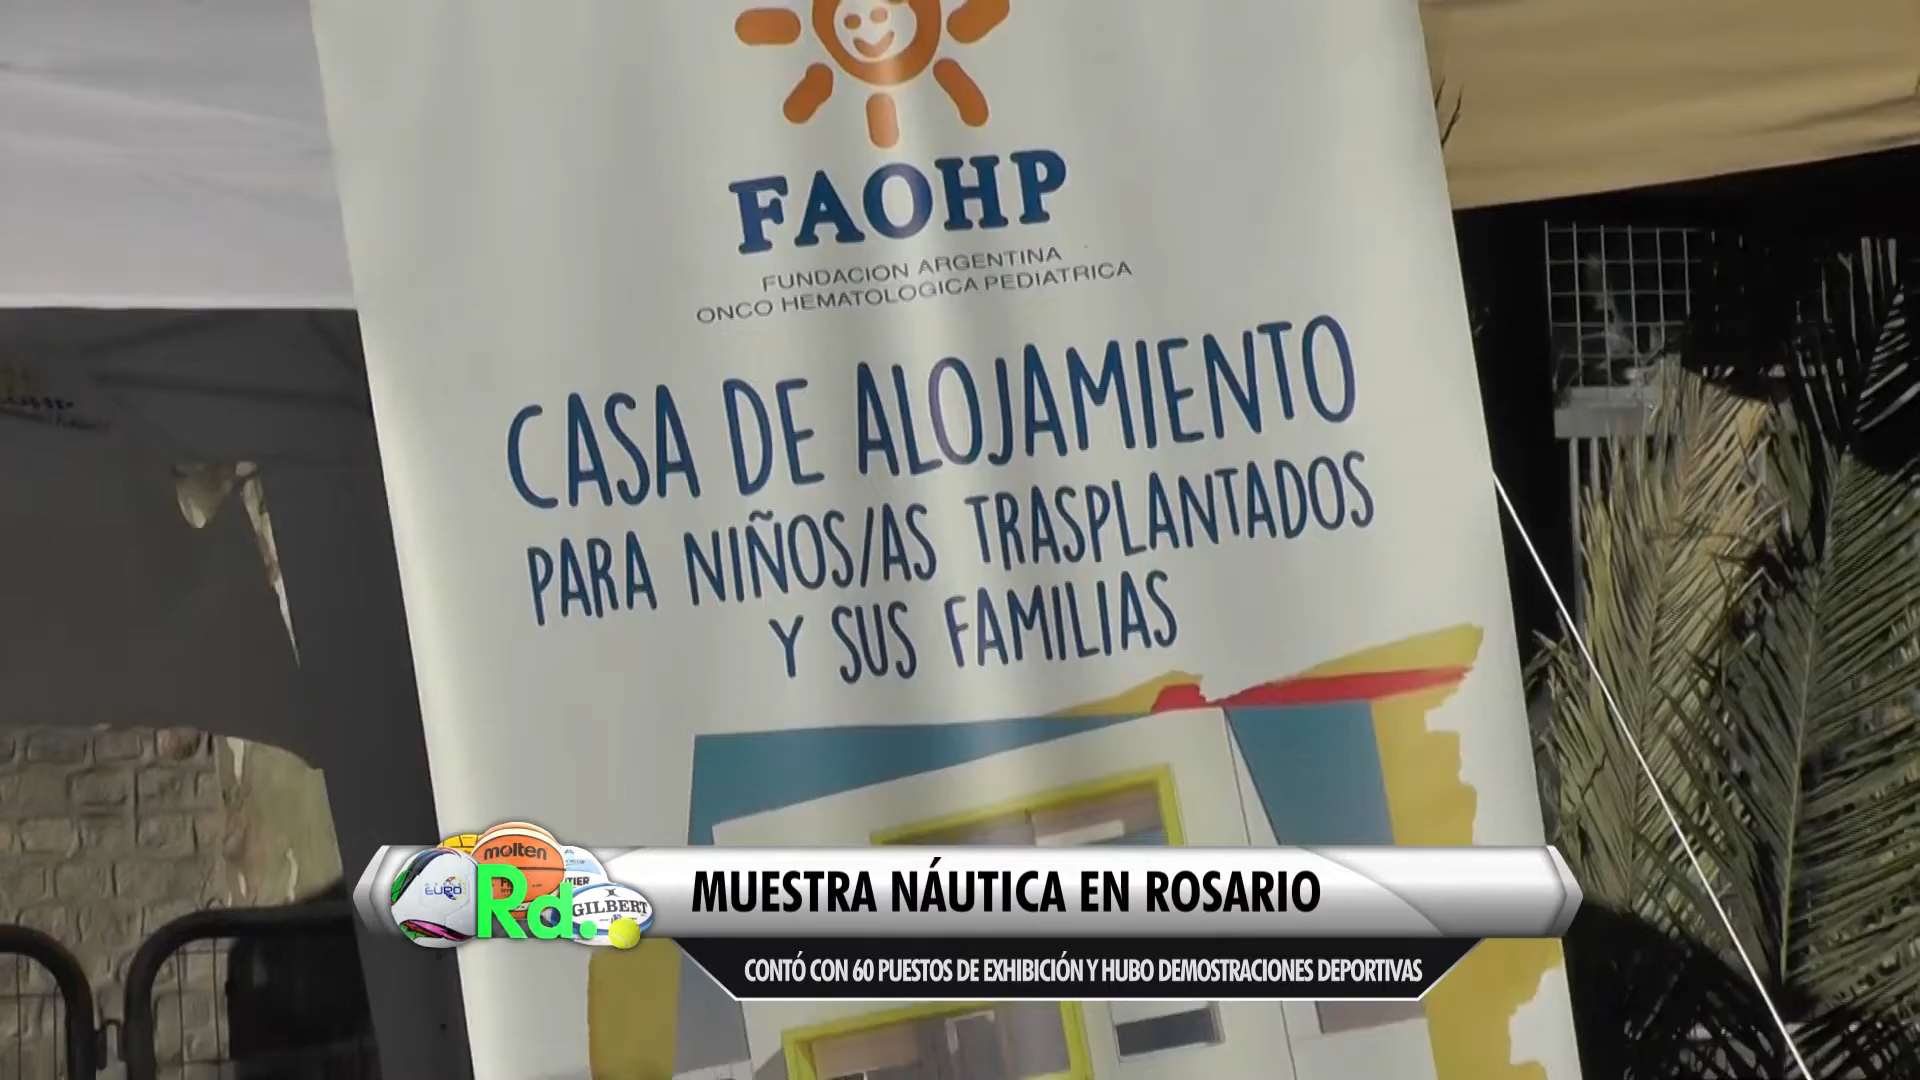 FAOHP
FUNDACION ARGENTINA
ONCO HEMATOLOGICA PEDIATRICA
CASA DE ALOJAMIENTO
PARA NIÑOS/AS TRASPLANTADOS
Y SUS FAMILIAS
molten
EURO
Rd.
GILBERT
MUESTRA NÁUTICA EN ROSARIO
CONTÓ CON 60 PUESTOS DE EXHIBICIÓN Y HUBO DEMOSTRACIONES DEPORTIVAS